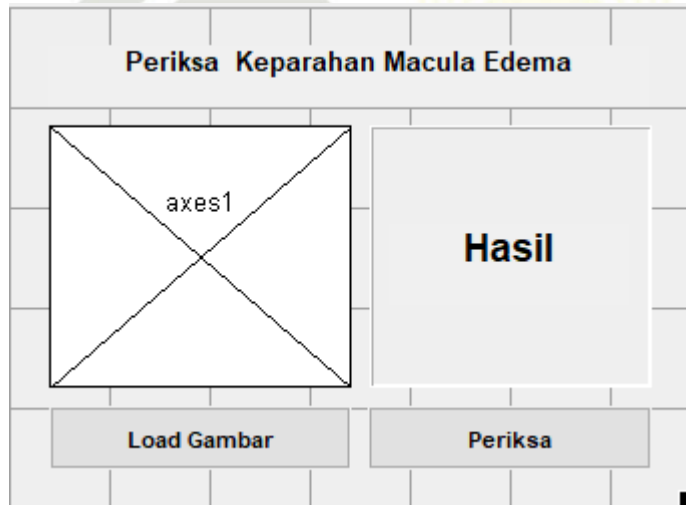 Periksa Keparahan Macula Edema
axes1
Hasil
Load Gambar
Periksa